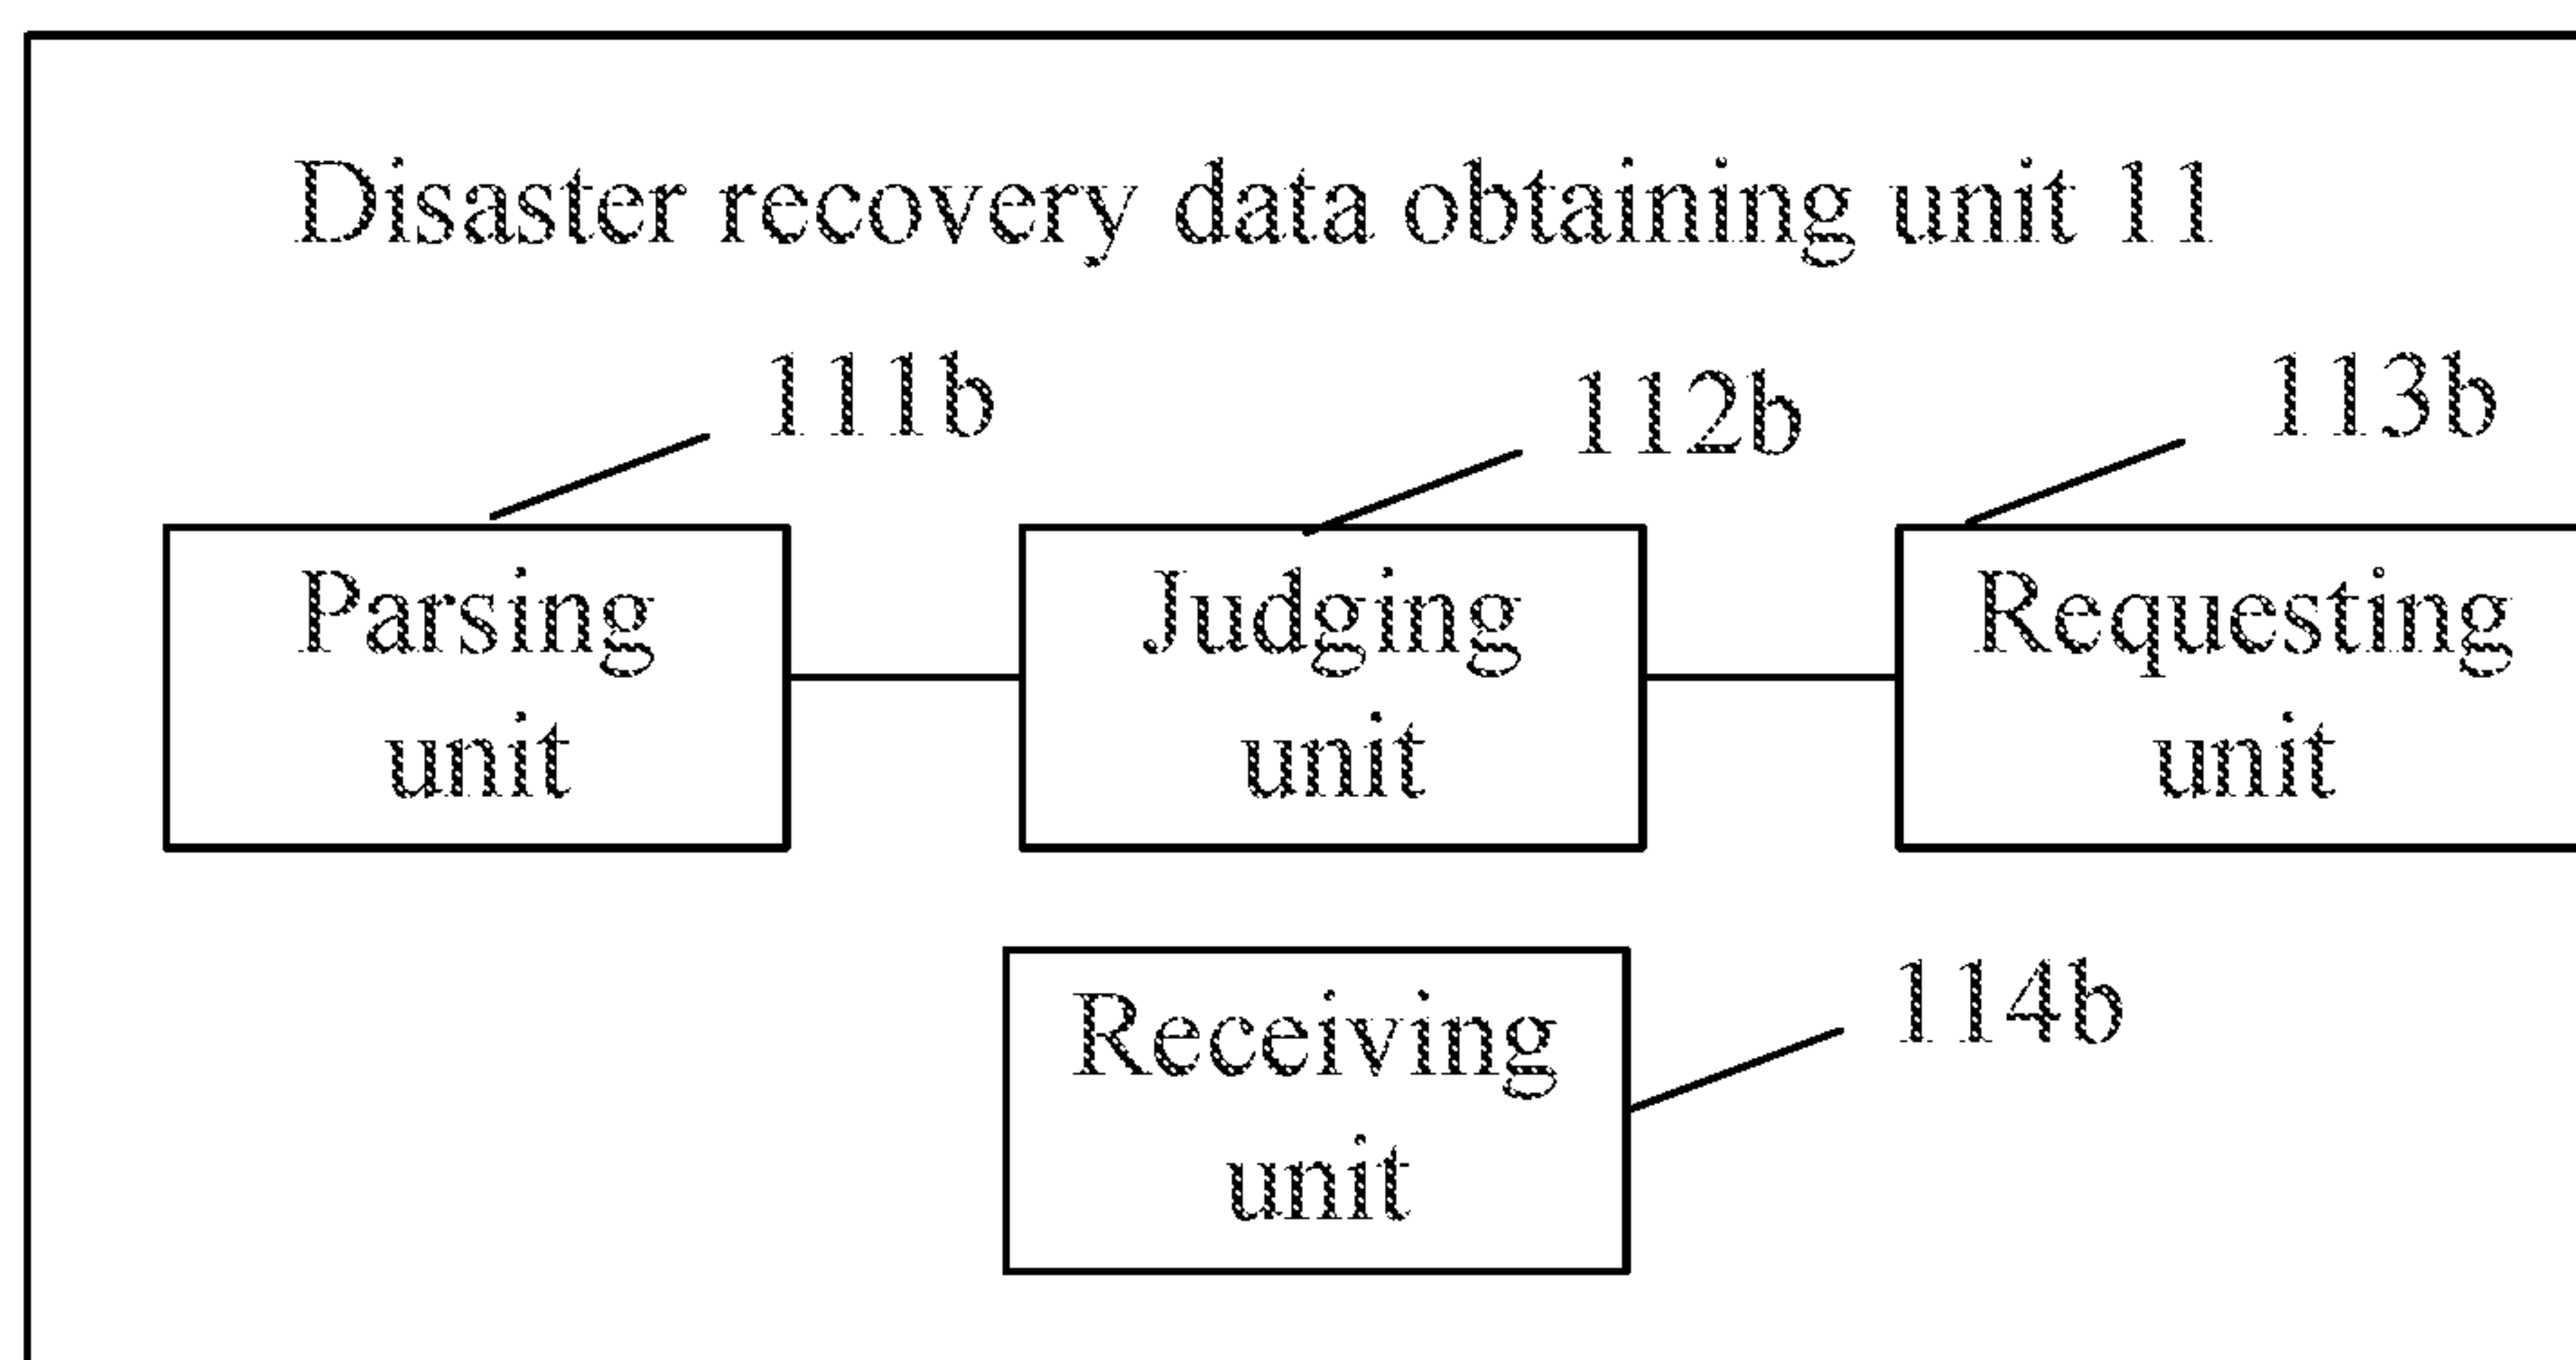 Disaster recovery data obtaining unit 11
111b
112b
113b
Parsing
unit
Judging
unit
Requesting
unit
Receiving
unit
114b